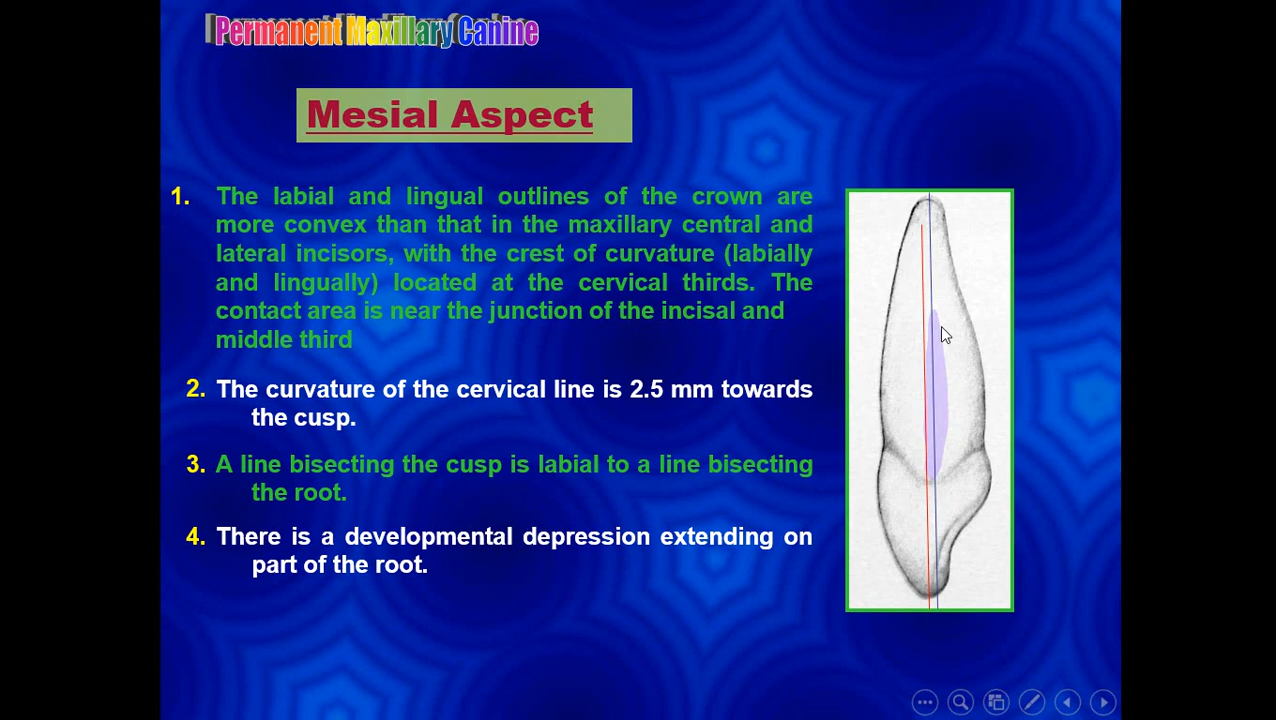 Permanent Maxillary Canine
Mesial Aspect
1. The labial and lingual outlines of the crown are
more convex than that in the maxillary central and
lateral incisors, with the crest of curvature (labially
and lingually) located at the cervical thirds. The
contact area is near the junction of the incisal and
middle third
2. The curvature of the cervical line is 2.5 mm towards
the cusp.
3. A line bisecting the cusp is labial to a line bisecting
the root.
4. There is a developmental depression extending on
part of the root.